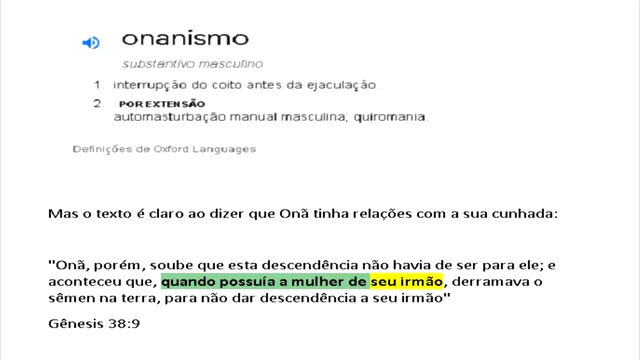 onanismo
substantivo masculino
1. interrupção do coito antes da ejaculação.
2. POR EXTENSÃO
automasturbação manual masculina; quiromania.
Definições de Oxford Languages
Mas o texto é claro ao dizer que Onã tinha relações com a sua cunhada:
"Onã, porém, soube que esta descendência não havia de ser para ele; e
aconteceu que, quando possuía a mulher de seu irmão, derramava o
sêmen na terra, para não dar descendência a seu irmão"
Gênesis 38:9